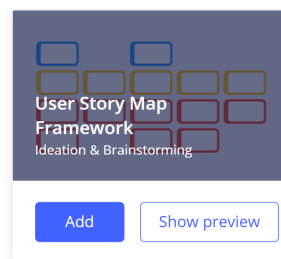 User Story Map
Framework
Ideation & Brainstorming
Add
Show preview